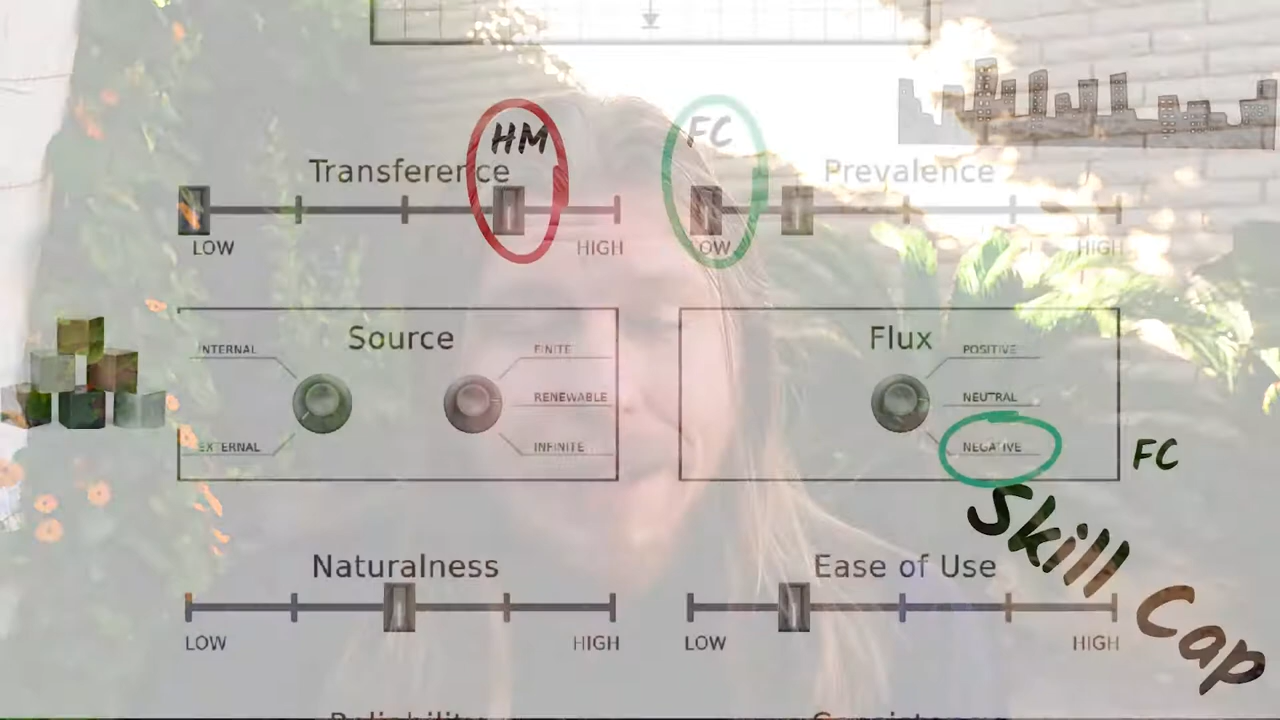 HM
FC
Transference
Prevalence
LOW
HIGH
LOW
HIGH
Source
Flux
INTERNAL
FINITE
POSITIVE
RENEWABLE
NEUTRAL
EXTERNAL
INFINITE
NEGATIVE
FC
Skill Cap
Naturalness
Ease of Use
LOW
HIGH
LOW
HIGH